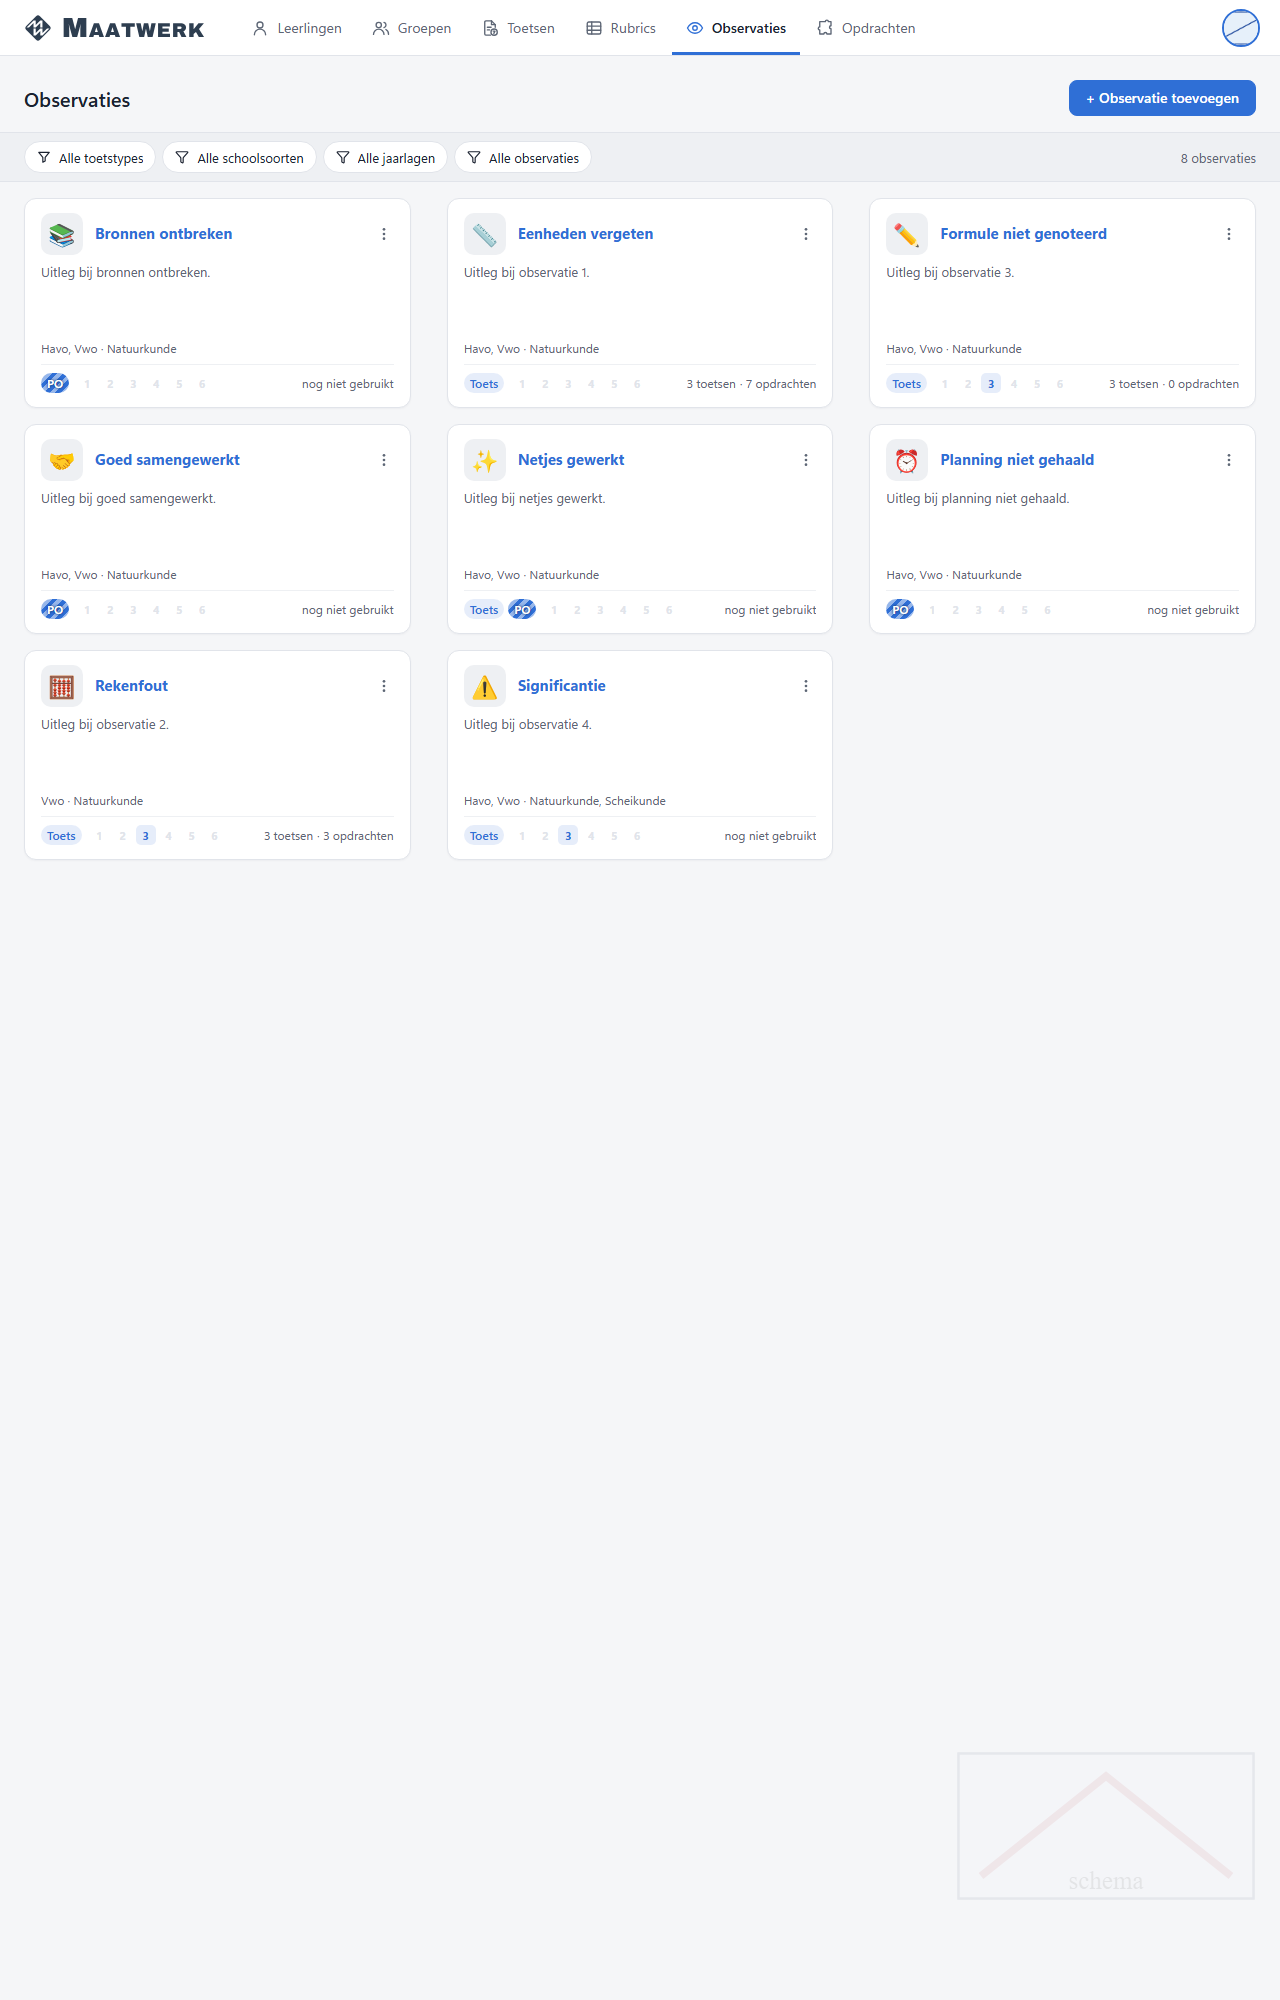 MAATWERK
Leerlingen
Groepen
Toetsen
Rubrics
Observaties
Opdrachten
Observaties
+ Observatie toevoegen
Alle toetstypes
Alle schoolsoorten
Alle jaarlagen
Alle observaties
8 observaties
Bronnen ontbreken
Uitleg bij bronnen ontbreken.
Havo, Vwo · Natuurkunde
PO 1 2 3 4 5 6 nog niet gebruikt
Eenheden vergeten
Uitleg bij observatie 1.
Havo, Vwo · Natuurkunde
Toets 1 2 3 4 5 6 3 toetsen · 7 opdrachten
Formule niet genoteerd
Uitleg bij observatie 3.
Havo, Vwo · Natuurkunde
Toets 1 2 3 4 5 6 3 toetsen · 0 opdrachten
Goed samengewerkt
Uitleg bij goed samengewerkt.
Havo, Vwo · Natuurkunde
PO 1 2 3 4 5 6 nog niet gebruikt
Netjes gewerkt
Uitleg bij netjes gewerkt.
Havo, Vwo · Natuurkunde
Toets PO 1 2 3 4 5 6 nog niet gebruikt
Planning niet gehaald
Uitleg bij planning niet gehaald.
Havo, Vwo · Natuurkunde
PO 1 2 3 4 5 6 nog niet gebruikt
Rekenfout
Uitleg bij observatie 2.
Vwo · Natuurkunde
Toets 1 2 3 4 5 6 3 toetsen · 3 opdrachten
Significantie
Uitleg bij observatie 4.
Havo, Vwo · Natuurkunde, Scheikunde
Toets 1 2 3 4 5 6 nog niet gebruikt
schema